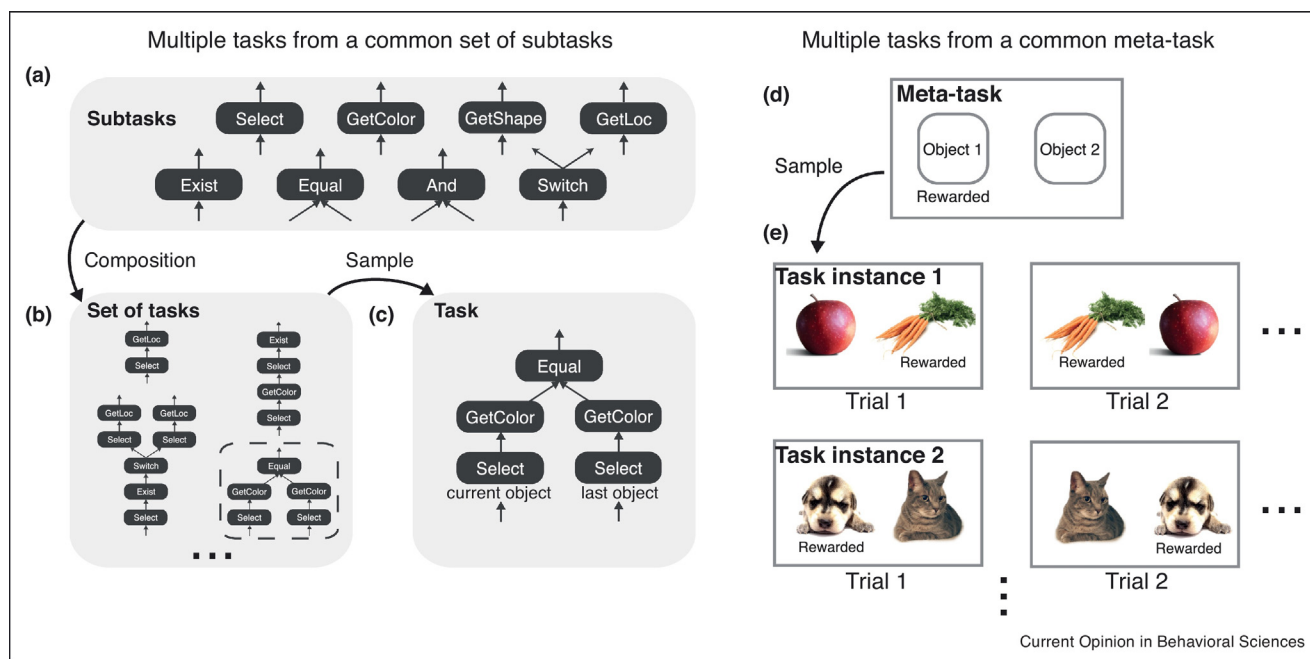 Multiple tasks from a common set of subtasks
(a)
Subtasks
Select
GetColor
GetShape
GetLoc
Exist
Equal
And
Switch
Composition
Sample
(b)
Set of tasks
GetLoc
Select
GetLoc
GetLoc
Select
Select
Switch
Exist
Select
Exist
Select
GetColor
Select
Equal
GetColor
GetColor
Select
Select
...
(c)
Task
Equal
GetColor
GetColor
Select
Select
current object
last object
Multiple tasks from a common meta-task
(d)
Meta-task
Object 1
Object 2
Rewarded
Sample
(e)
Task instance 1
Rewarded
Trial 1
Rewarded
Trial 2
...
Task instance 2
Rewarded
Trial 1
Rewarded
Trial 2
...
Current Opinion in Behavioral Sciences